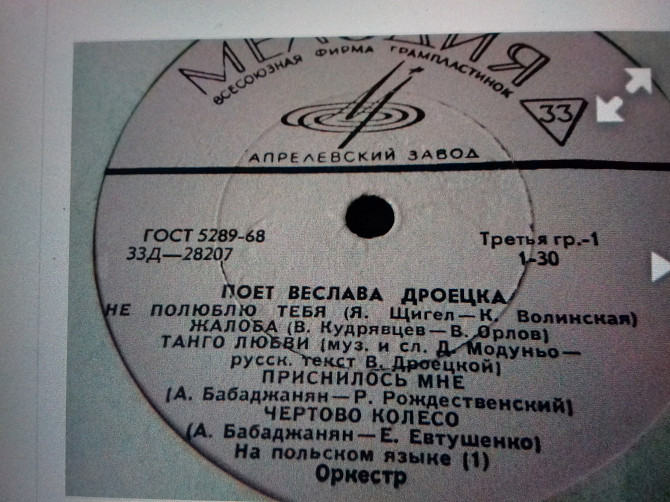 МЕЛОДИЯ
ВСЕСОЮЗНАЯ ФИРМА ГРАМПЛАСТИНОК
33
АПРЕЛЕВСКИЙ ЗАВОД
ГОСТ 5289-68
33Д—28207
Третья гр.-1
1-30
ПОЕТ ВЕСЛАВА ДРОЕЦКА
НЕ ПОЛЮБЛЮ ТЕБЯ (Я. Щигел—К. Волинская)
ЖАЛОБА (В. Кудрявцев—В. Орлов)
ТАНГО ЛЮБВИ (муз. и сл. Д. Модуньо—
русск. текст В. Дроецкой)
ПРИСНИЛОСЬ МНЕ
(А. Бабаджанян—Р. Рождественский)
ЧЕРТОВО КОЛЕСО
(А. Бабаджанян—Е. Евтушенко)
На польском языке (1)
Оркестр